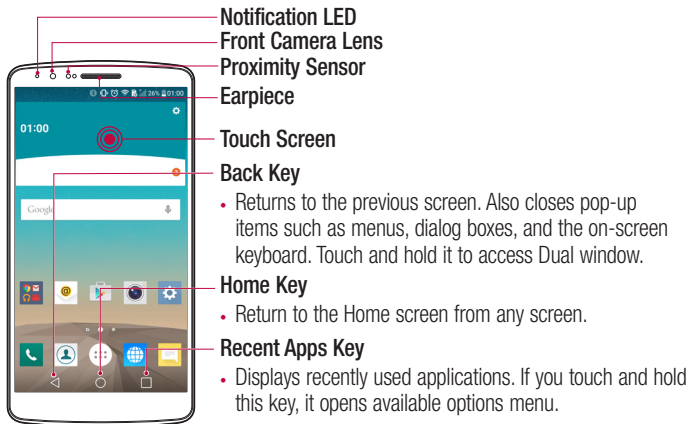 Notification LED
Front Camera Lens
Proximity Sensor
Earpiece
26% 01:00
01:00
Touch Screen
Back Key
• Returns to the previous screen. Also closes pop-up
items such as menus, dialog boxes, and the on-screen
keyboard. Touch and hold it to access Dual window.
Google
Home Key
• Return to the Home screen from any screen.
Recent Apps Key
• Displays recently used applications. If you touch and hold
this key, it opens available options menu.